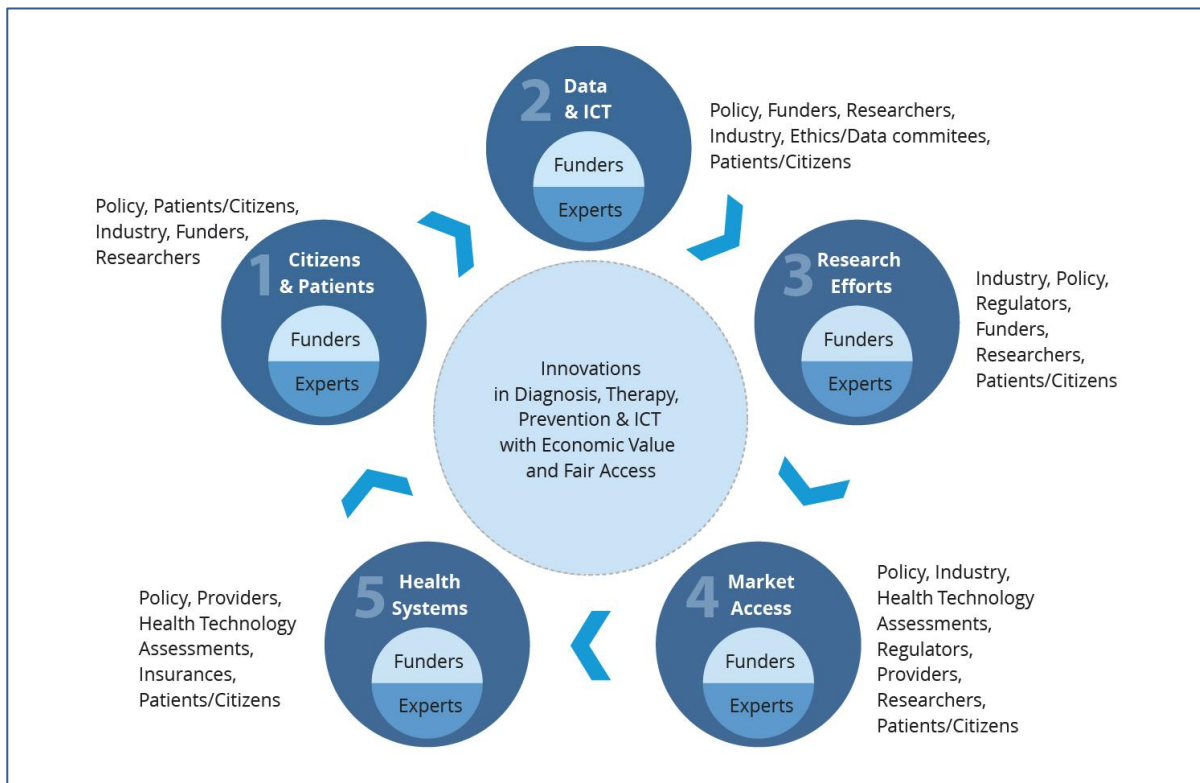 2
Data
& ICT
Funders
Experts
Policy, Funders, Researchers,
Industry, Ethics/Data commitees,
Patients/Citizens
Policy, Patients/Citizens,
Industry, Funders,
Researchers
1
Citizens
& Patients
Funders
Experts
3
Research
Efforts
Funders
Experts
Industry, Policy,
Regulators,
Funders,
Researchers,
Patients/Citizens
Innovations
in Diagnosis, Therapy,
Prevention & ICT
with Economic Value
and Fair Access
Policy, Providers,
Health Technology
Assessments,
Insurances,
Patients/Citizens
5
Health
Systems
Funders
Experts
4
Market
Access
Funders
Experts
Policy, Industry,
Health Technology
Assessments,
Regulators,
Providers,
Researchers,
Patients/Citizens